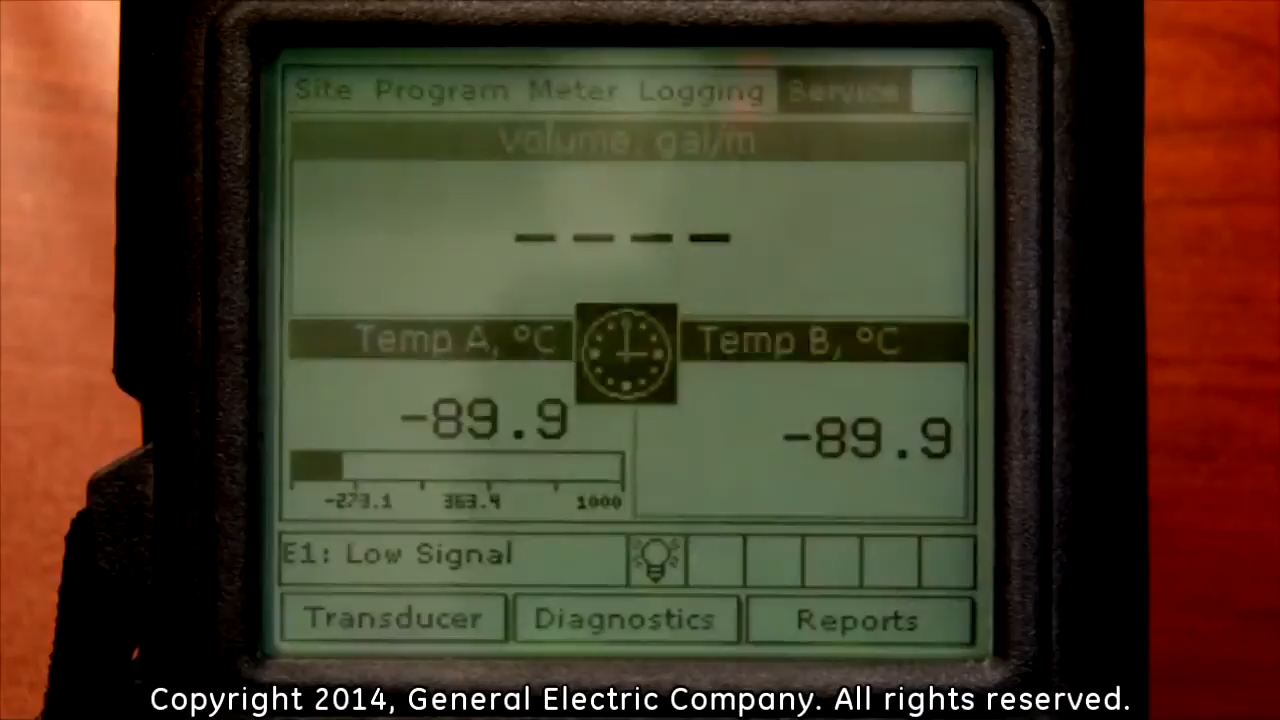 Site Program Meter Logging Service
Volume, gal/m
----
Temp A, °C
Temp B, °C
-89.9
-89.9
-273.1 363.4 1000
E1: Low Signal
Transducer Diagnostics Reports
Copyright 2014, General Electric Company. All rights reserved.